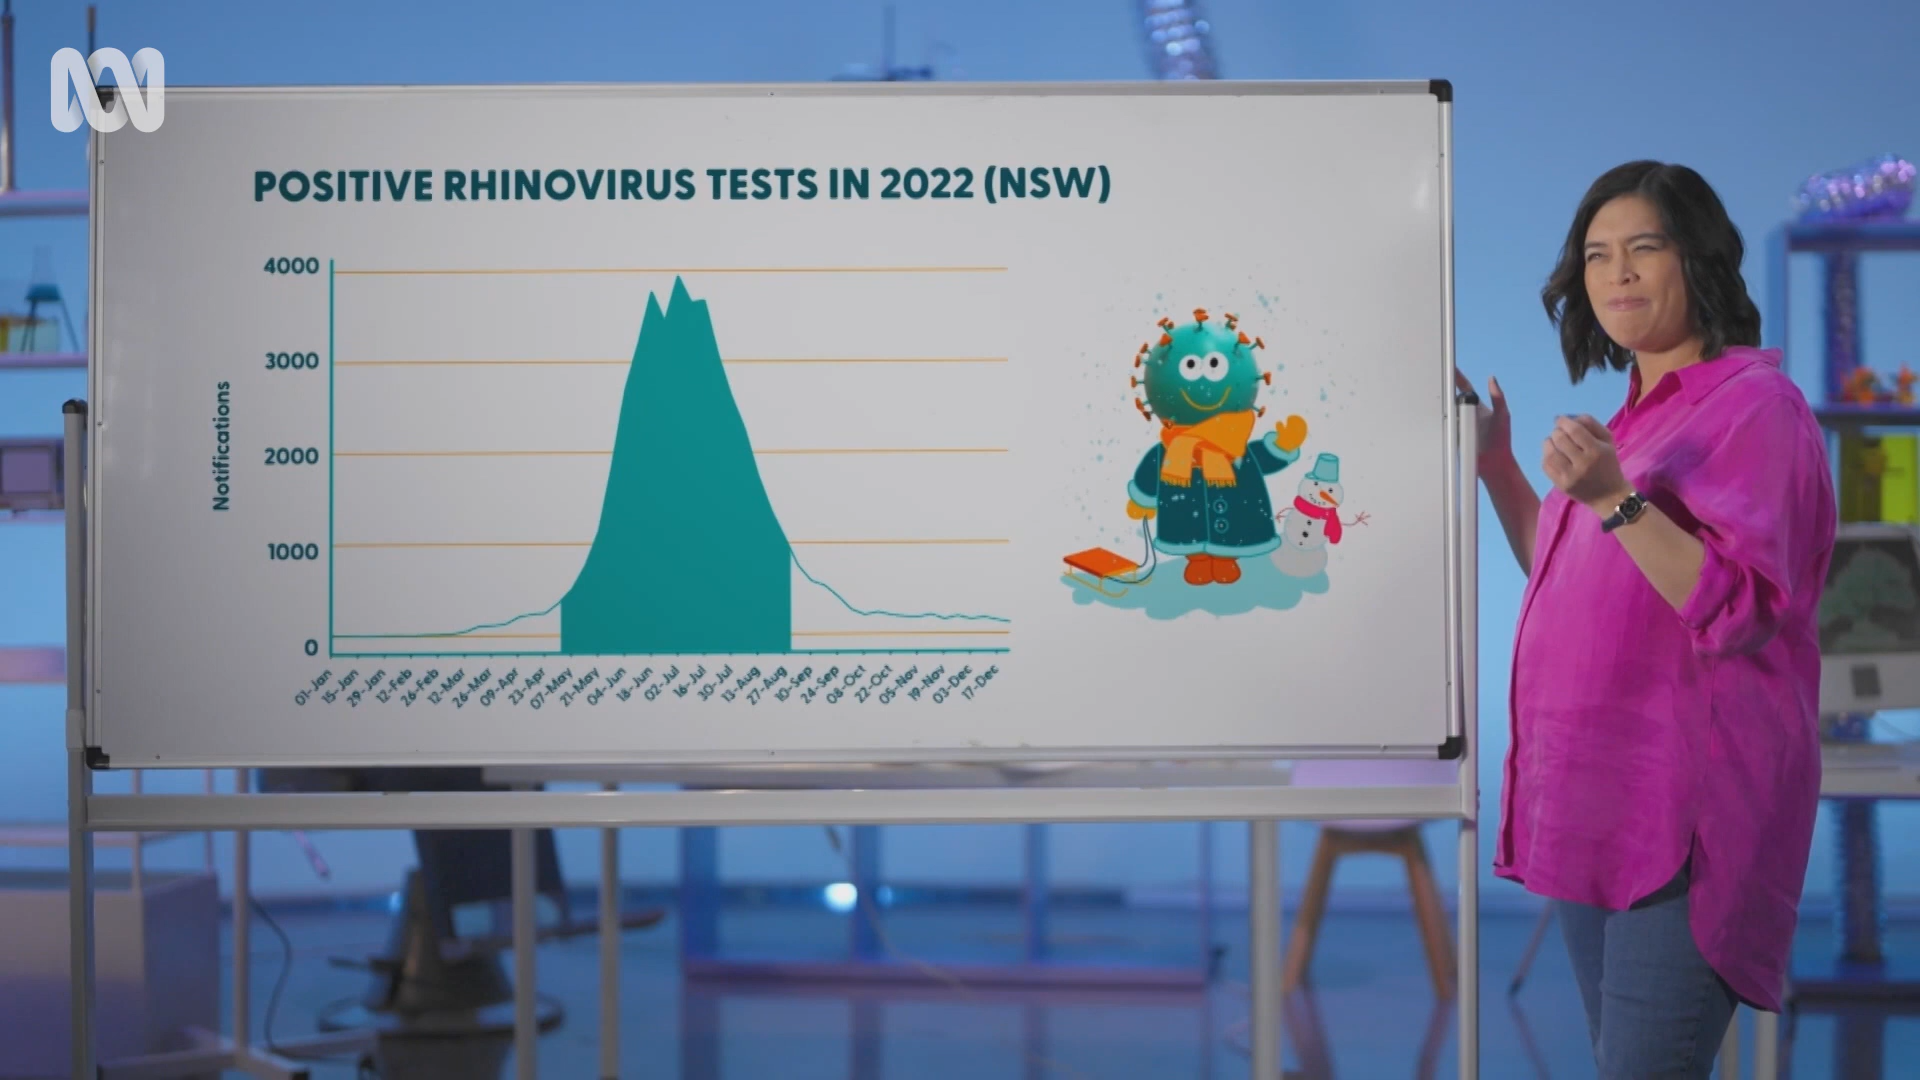 POSITIVE RHINOVIRUS TESTS IN 2022 (NSW)
4000
3000
2000
1000
0
Notifications
01-Jan
15-Jan
29-Jan
12-Feb
26-Feb
12-Mar
26-Mar
09-Apr
23-Apr
07-May
21-May
04-Jun
18-Jun
02-Jul
16-Jul
30-Jul
13-Aug
27-Aug
10-Sep
24-Sep
08-Oct
22-Oct
05-Nov
19-Nov
03-Dec
17-Dec